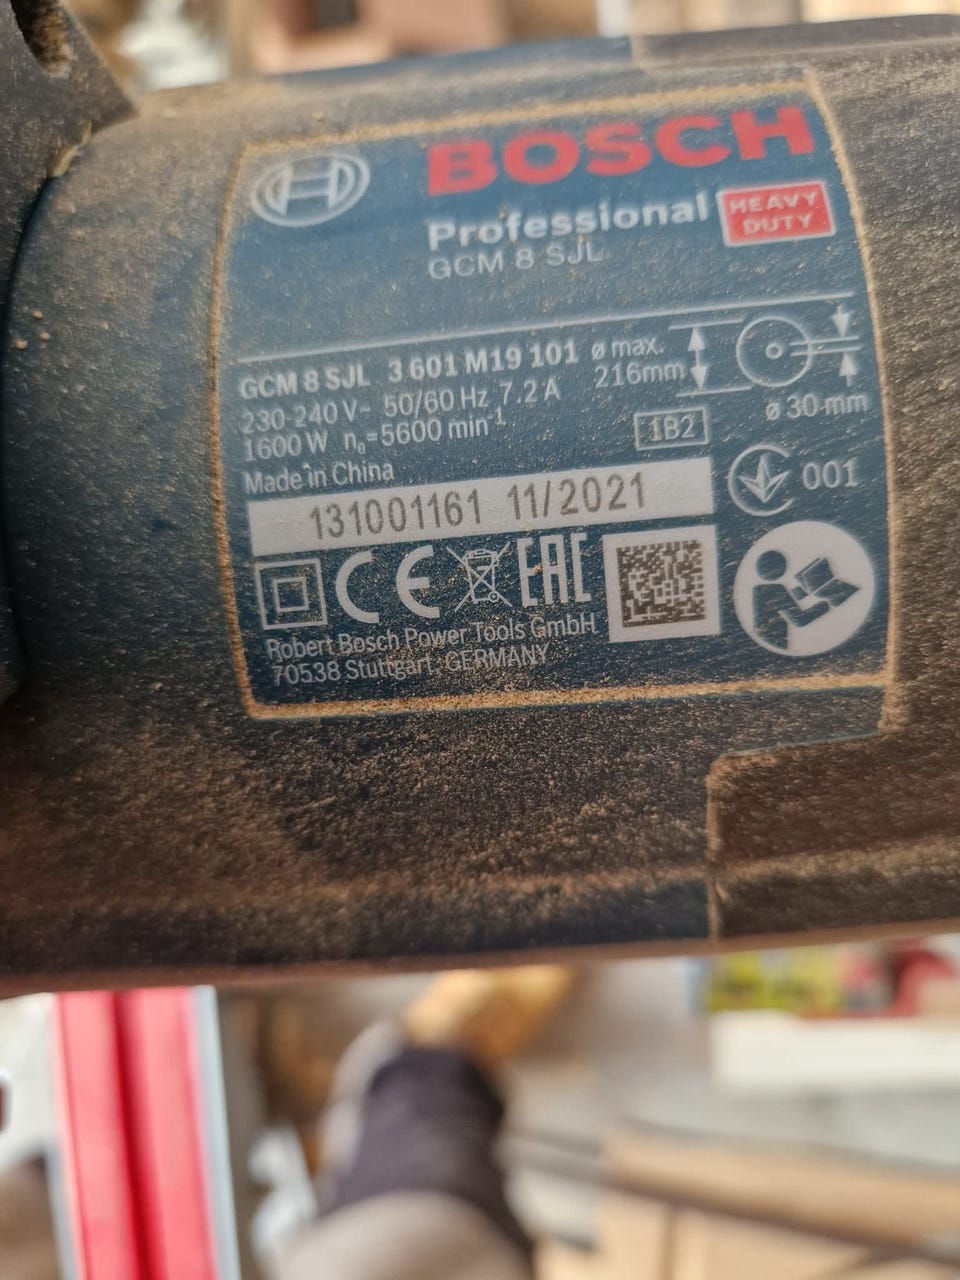 BOSCH
Professional HEAVY DUTY
GCM 8 SJL
GCM 8 SJL 3 601 M19 101 ø max.
230-240 V~ 50/60 Hz 7.2 A 216mm
1600 W n₀=5600 min⁻¹ ø 30 mm
1B2
Made in China
001
131001161 11/2021
CE EAC
Robert Bosch Power Tools GmbH
70538 Stuttgart, GERMANY